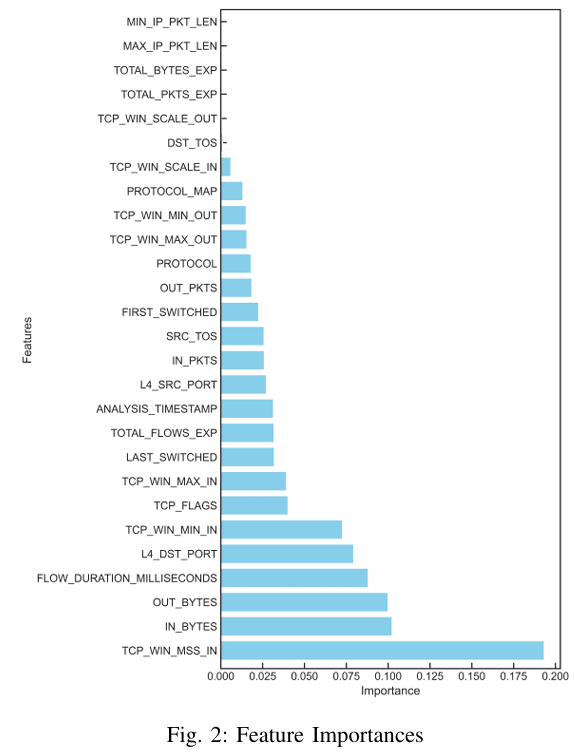 MIN_IP_PKT_LEN
MAX_IP_PKT_LEN
TOTAL_BYTES_EXP
TOTAL_PKTS_EXP
TCP_WIN_SCALE_OUT
DST_TOS
TCP_WIN_SCALE_IN
PROTOCOL_MAP
TCP_WIN_MIN_OUT
TCP_WIN_MAX_OUT
PROTOCOL
OUT_PKTS
FIRST_SWITCHED
SRC_TOS
IN_PKTS
L4_SRC_PORT
ANALYSIS_TIMESTAMP
TOTAL_FLOWS_EXP
LAST_SWITCHED
TCP_WIN_MAX_IN
TCP_FLAGS
TCP_WIN_MIN_IN
L4_DST_PORT
FLOW_DURATION_MILLISECONDS
OUT_BYTES
IN_BYTES
TCP_WIN_MSS_IN
Features
0.000 0.025 0.050 0.075 0.100 0.125 0.150 0.175 0.200
Importance
Fig. 2: Feature Importances